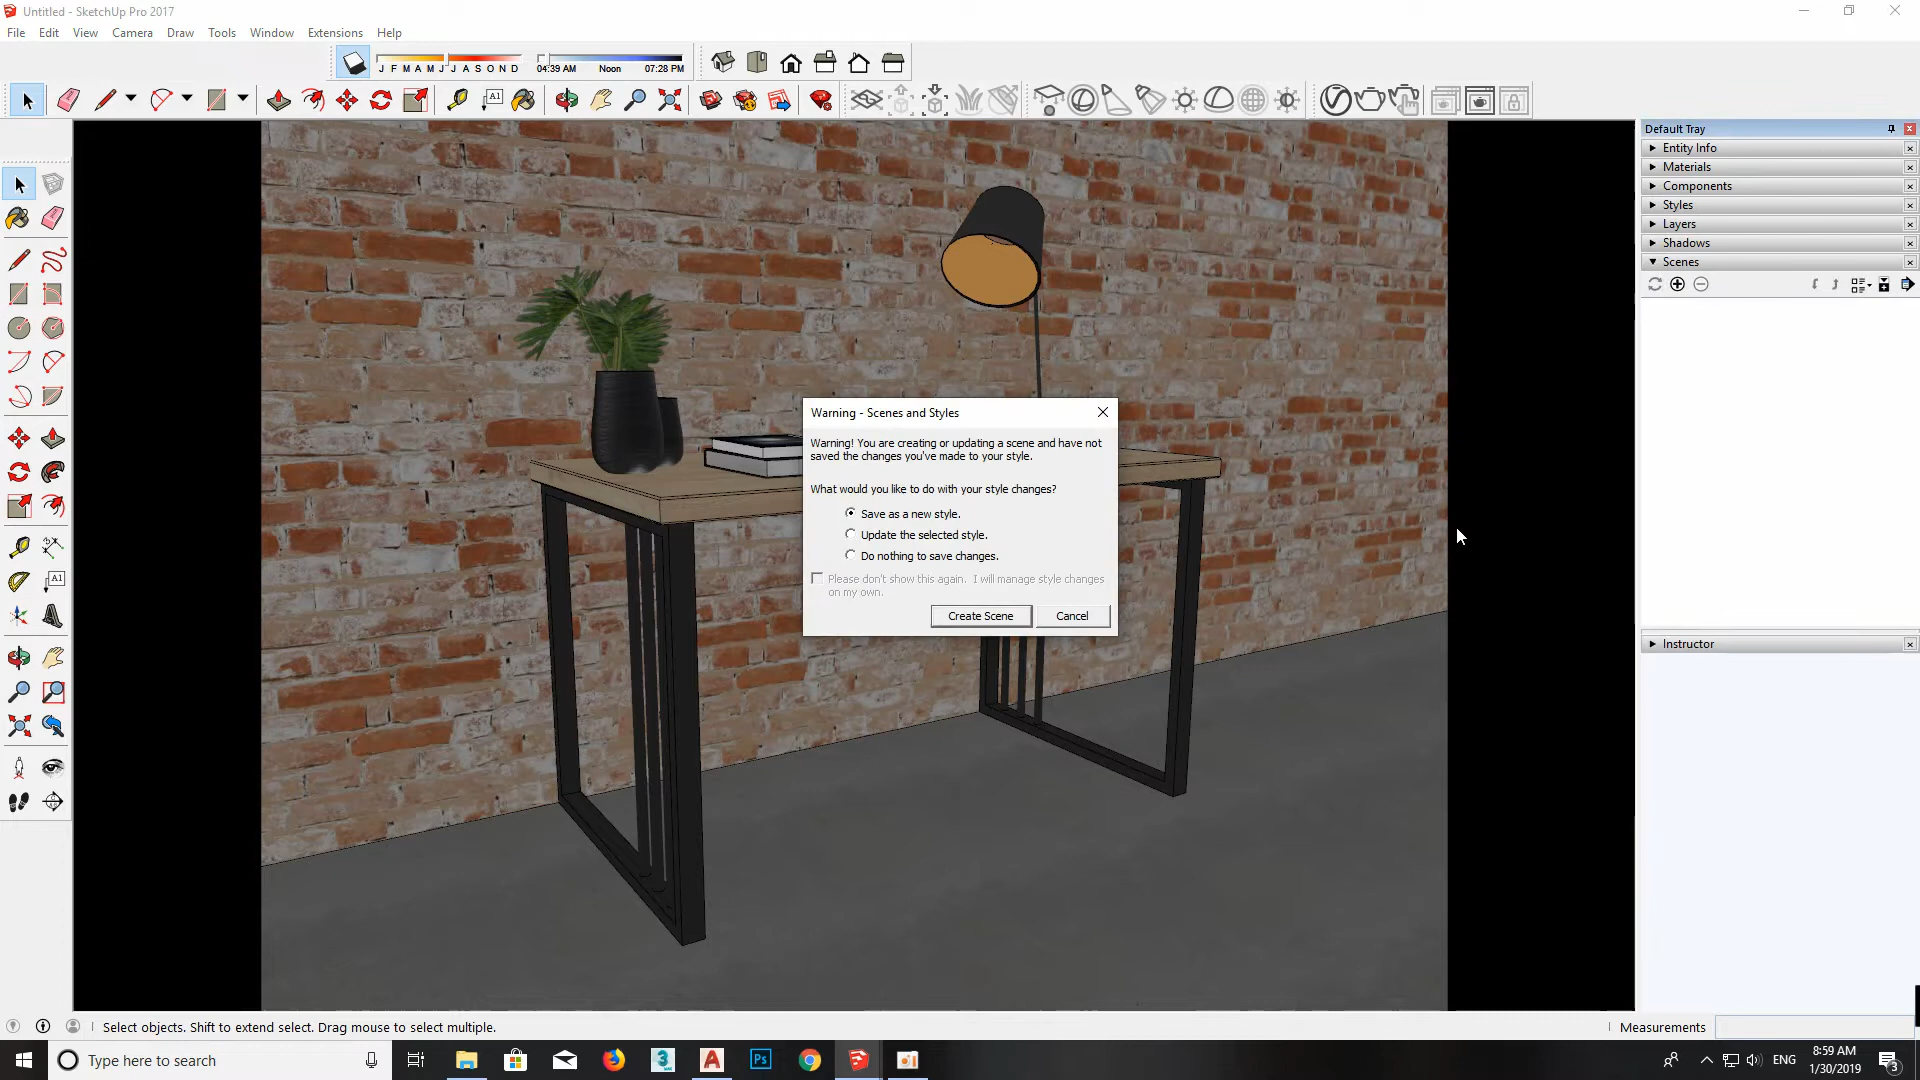 Untitled - SketchUp Pro 2017
File Edit View Camera Draw Tools Window Extensions Help
J F M A M J J A S O N D 04:39 AM Noon 07:28 PM
A1
Default Tray
Entity Info
Materials
Components
Styles
Layers
Shadows
Scenes
Warning - Scenes and Styles
Warning! You are creating or updating a scene and have not
saved the changes you've made to your style.
What would you like to do with your style changes?
Save as a new style.
Update the selected style.
Do nothing to save changes.
Please don't show this again. I will manage style changes
on my own.
Create Scene Cancel
A1
Instructor
Select objects. Shift to extend select. Drag mouse to select multiple.
Measurements
Type here to search
3
A
Ps
ENG
8:59 AM
1/30/2019
3